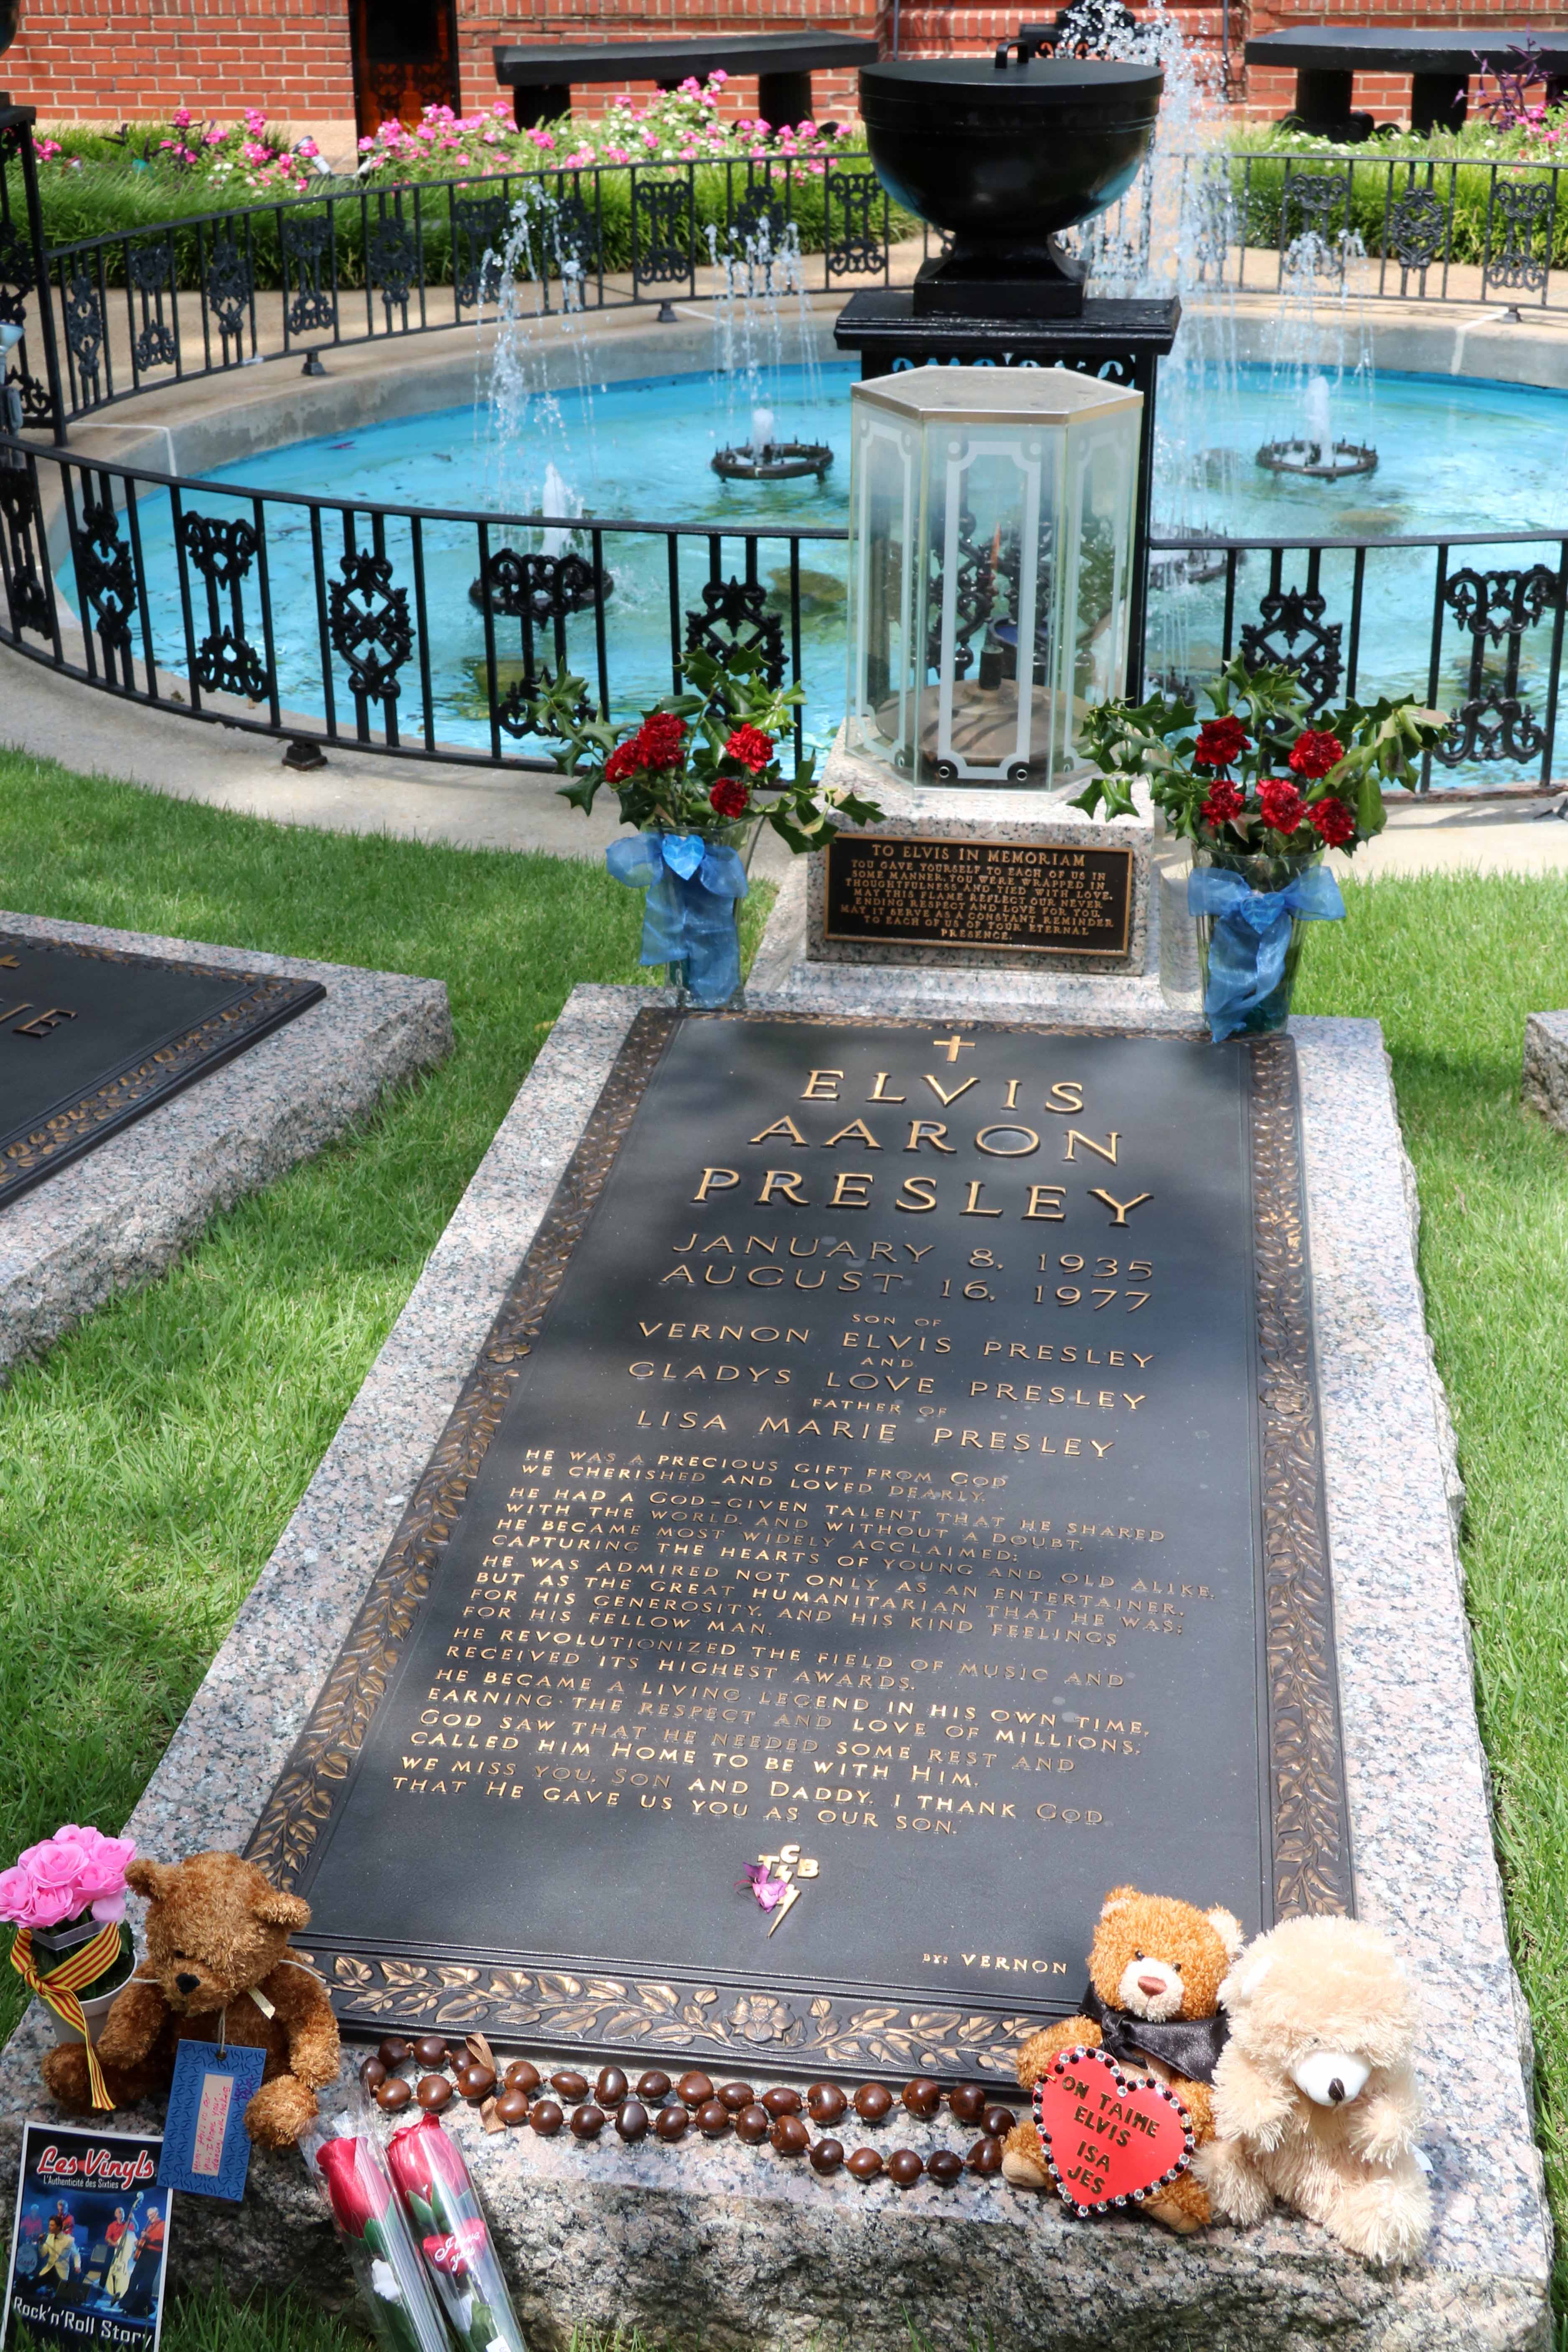 TO ELVIS IN MEMORIAM
YOU GAVE YOURSELF TO EACH OF US IN
SOME MANNER. YOU WERE WRAPPED IN
THOUGHTFULNESS AND TIED WITH LOVE.
MAY THIS FLAME REFLECT OUR NEVER
ENDING RESPECT AND LOVE FOR YOU.
MAY IT SERVE AS A CONSTANT REMINDER
TO EACH OF US OF YOUR ETERNAL
PRESENCE.
ELVIS
AARON
PRESLEY
JANUARY 8, 1935
AUGUST 16, 1977
SON OF
VERNON ELVIS PRESLEY
AND
GLADYS LOVE PRESLEY
FATHER OF
LISA MARIE PRESLEY
HE WAS A PRECIOUS GIFT FROM GOD
WE CHERISHED AND LOVED DEARLY.
HE HAD A GOD-GIVEN TALENT THAT HE SHARED
WITH THE WORLD. AND WITHOUT A DOUBT,
HE BECAME MOST WIDELY ACCLAIMED;
CAPTURING THE HEARTS OF YOUNG AND OLD ALIKE.
HE WAS ADMIRED NOT ONLY AS AN ENTERTAINER,
BUT AS THE GREAT HUMANITARIAN THAT HE WAS;
FOR HIS GENEROSITY, AND HIS KIND FEELINGS
FOR HIS FELLOW MAN.
HE REVOLUTIONIZED THE FIELD OF MUSIC AND
RECEIVED ITS HIGHEST AWARDS.
HE BECAME A LIVING LEGEND IN HIS OWN TIME,
EARNING THE RESPECT AND LOVE OF MILLIONS.
GOD SAW THAT HE NEEDED SOME REST AND
CALLED HIM HOME TO BE WITH HIM.
WE MISS YOU, SON AND DADDY. I THANK GOD
THAT HE GAVE US YOU AS OUR SON.
TCB
BY: VERNON
ON T'AIME
ELVIS
ISA
JES
Les Vinyls
L'Authenticité des Sixties
Rock'n'Roll Story